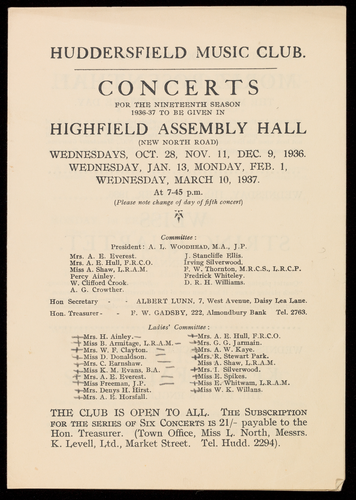 HUDDERSFIELD MUSIC CLUB.
CONCERTS
FOR THE NINETEENTH SEASON
1936-37 TO BE GIVEN IN
HIGHFIELD ASSEMBLY HALL
(NEW NORTH ROAD)
WEDNESDAYS, OCT. 28, NOV. 11, DEC. 9, 1936.
WEDNESDAY, JAN. 13, MONDAY, FEB. 1,
WEDNESDAY, MARCH 10, 1937.
At 7-45 p.m.
(Please note change of day of fifth concert)
Committee:
President: A. L. WOODHEAD, M.A., J.P.
Mrs. A. E. Everest. J. Stancliffe Ellis.
Mrs. A. E. Hull, F.R.C.O. Irving Silverwood.
Miss A. Shaw, L.R.A.M. F. W. Thornton, M.R.C.S., L.R.C.P.
Percy Ainley. Fredrick Whiteley.
W. Clifford Crook. D. R. H. Williams.
A. G. Crowther.
Hon Secretary - - ALBERT LUNN, 7, West Avenue, Daisy Lea Lane.
Hon. Treasurer - - F. W. GADSBY, 222, Almondbury Bank Tel. 2763.
Ladies' Committee:
Mrs. H. Ainley. Mrs. A. E. Hull, F.R.C.O.
Miss B. Armitage, L.R.A.M. Mrs. G. G. Jarmain.
Mrs. W. F. Clayton. Mrs. A. W. Kaye.
Miss D. Donaldson. Mrs. R. Stewart Park.
Mrs. C. Earnshaw. Miss A. Shaw, L.R.A.M.
Miss K. M. Evans, B.A. Mrs. I. Silverwood.
Mrs. A. E. Everest. Miss E. Spikes.
Miss Freeman, J.P. Miss E. Whitwam, L.R.A.M.
Mrs. Denys H. Hirst. Miss W. K. Willans.
Mrs. A. E. Horsfall.
THE CLUB IS OPEN TO ALL. THE SUBSCRIPTION
FOR THE SERIES OF SIX CONCERTS IS 21/- payable to the
Hon. Treasurer. (Town Office, Miss L. North, Messrs.
K. Levell, Ltd., Market Street. Tel. Hudd. 2294).